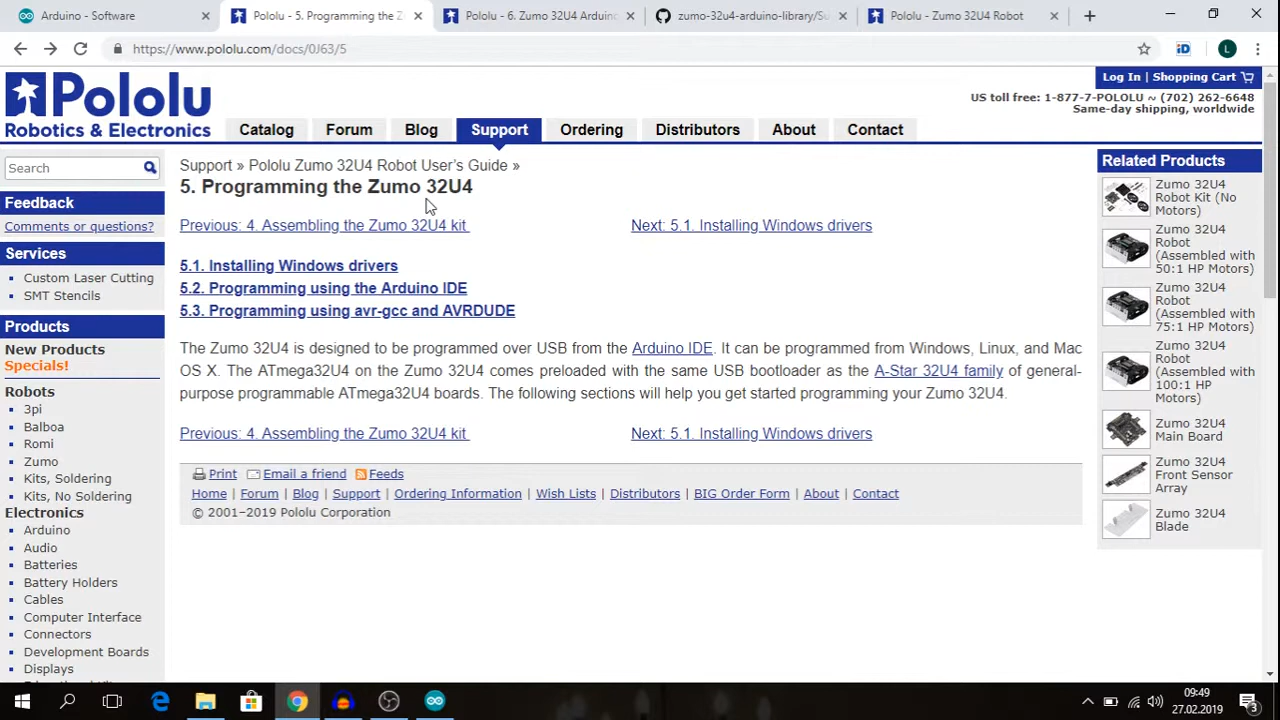 Arduino - Software
Pololu - 5. Programming the Z
Pololu - 6. Zumo 32U4 Arduin
zumo-32u4-arduino-library/Su
Pololu - Zumo 32U4 Robot
https://www.pololu.com/docs/0J63/5
iD
L
Log In | Shopping Cart
Pololu
Robotics & Electronics
US toll free: 1-877-7-POLOLU ~ (702) 262-6648
Same-day shipping, worldwide
Catalog
Forum
Blog
Support
Ordering
Distributors
About
Contact
Search
Feedback
Comments or questions?
Services
Custom Laser Cutting
SMT Stencils
Products
New Products
Specials!
Robots
3pi
Balboa
Romi
Zumo
Kits, Soldering
Kits, No Soldering
Electronics
Arduino
Audio
Batteries
Battery Holders
Cables
Computer Interface
Connectors
Development Boards
Displays
Support » Pololu Zumo 32U4 Robot User's Guide »
5. Programming the Zumo 32U4
Previous: 4. Assembling the Zumo 32U4 kit
Next: 5.1. Installing Windows drivers
5.1. Installing Windows drivers
5.2. Programming using the Arduino IDE
5.3. Programming using avr-gcc and AVRDUDE
The Zumo 32U4 is designed to be programmed over USB from the Arduino IDE. It can be programmed from Windows, Linux, and Mac
OS X. The ATmega32U4 on the Zumo 32U4 comes preloaded with the same USB bootloader as the A-Star 32U4 family of general-
purpose programmable ATmega32U4 boards. The following sections will help you get started programming your Zumo 32U4.
Previous: 4. Assembling the Zumo 32U4 kit
Next: 5.1. Installing Windows drivers
Print
Email a friend
Feeds
Home | Forum | Blog | Support | Ordering Information | Wish Lists | Distributors | BIG Order Form | About | Contact
© 2001–2019 Pololu Corporation
Related Products
Zumo 32U4
Robot Kit (No
Motors)
Zumo 32U4
Robot
(Assembled with
50:1 HP Motors)
Zumo 32U4
Robot
(Assembled with
75:1 HP Motors)
Zumo 32U4
Robot
(Assembled with
100:1 HP
Motors)
Zumo 32U4
Main Board
Zumo 32U4
Front Sensor
Array
Zumo 32U4
Blade
09:49
27.02.2019
3